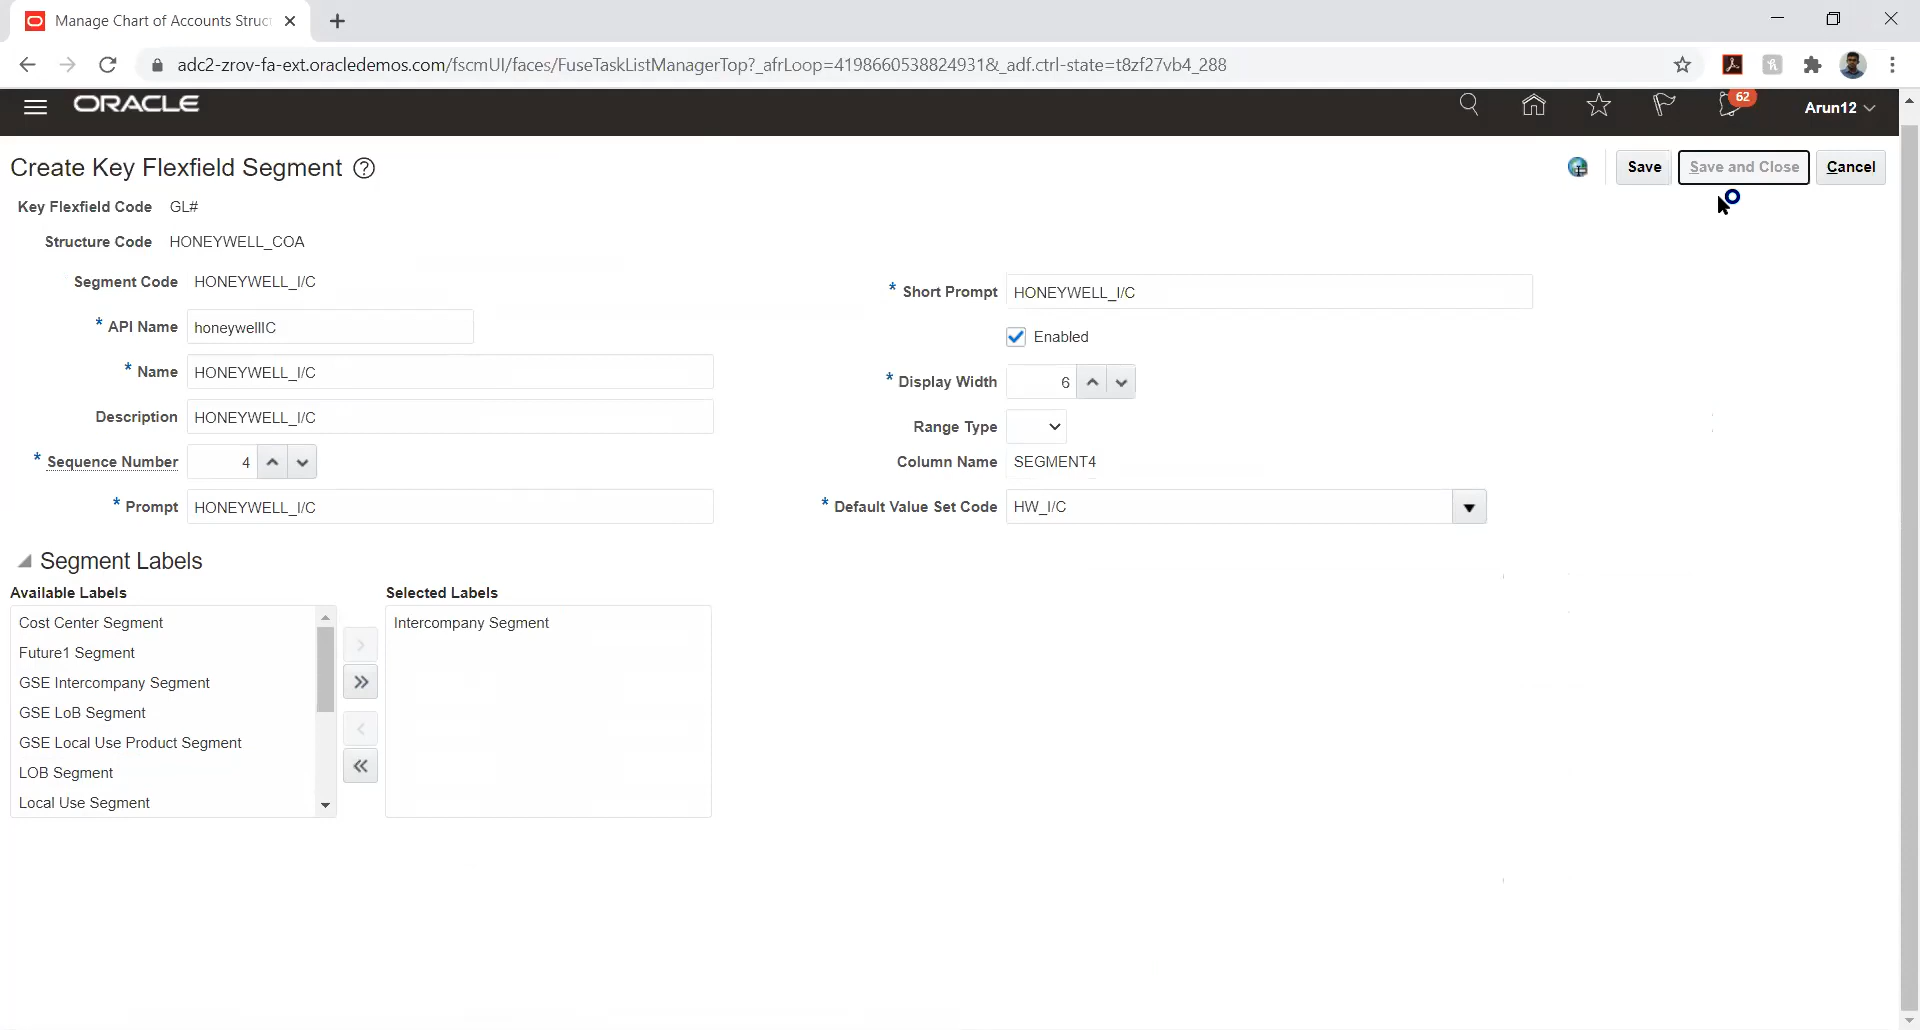 Manage Chart of Accounts Struc
adc2-zrov-fa-ext.oracledemos.com/fscmUI/faces/FuseTaskListManagerTop?_afrLoop=4198660538824931&_adf.ctrl-state=t8zf27vb4_288
ORACLE
62
Arun12
Create Key Flexfield Segment ?
Save
Save and Close
Cancel
Key Flexfield Code GL#
Structure Code HONEYWELL_COA
Segment Code HONEYWELL_I/C
* API Name honeywellIC
* Name HONEYWELL_I/C
Description HONEYWELL_I/C
* Sequence Number 4
* Prompt HONEYWELL_I/C
* Short Prompt HONEYWELL_I/C
Enabled
* Display Width 6
Range Type
Column Name SEGMENT4
* Default Value Set Code HW_I/C
Segment Labels
Available Labels
Cost Center Segment
Future1 Segment
GSE Intercompany Segment
GSE LoB Segment
GSE Local Use Product Segment
LOB Segment
Local Use Segment
Selected Labels
Intercompany Segment